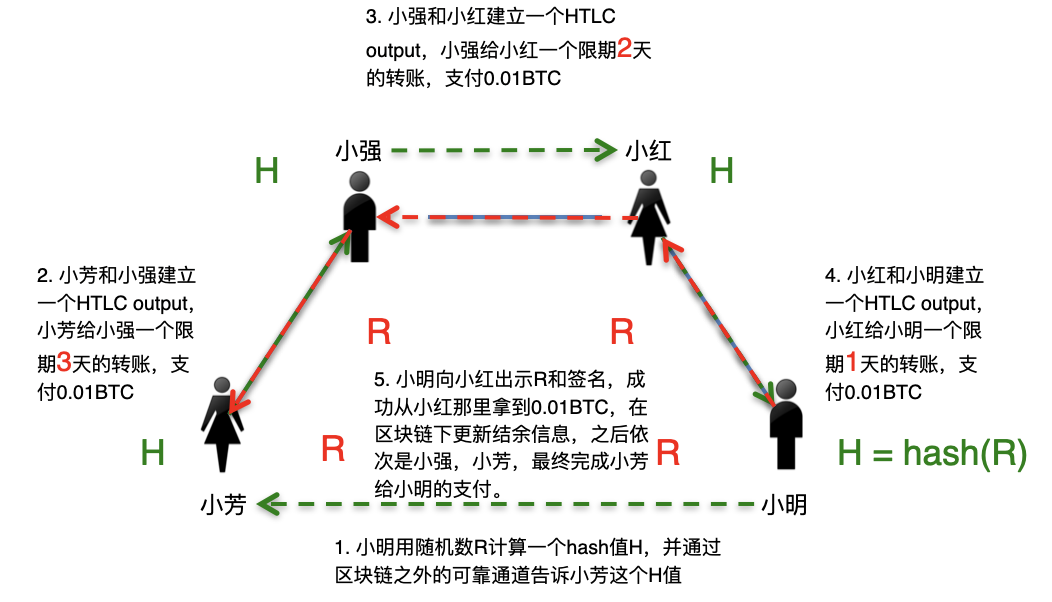 3. 小强和小红建立一个HTLC
output，小强给小红一个限期2天
的转账，支付0.01BTC
小强
小红
H
H
2. 小芳和小强建立
一个HTLC output，
小芳给小强一个限
期3天的转账，支
付0.01BTC
4. 小红和小明建立
一个HTLC output，
小红给小明一个限
期1天的转账，支
付0.01BTC
R
R
5. 小明向小红出示R和签名，成
功从小红那里拿到0.01BTC，在
区块链下更新结余信息，之后依
次是小强，小芳，最终完成小芳
给小明的支付。
H
R
R
H = hash(R)
小芳
小明
1. 小明用随机数R计算一个hash值H，并通过
区块链之外的可靠通道告诉小芳这个H值